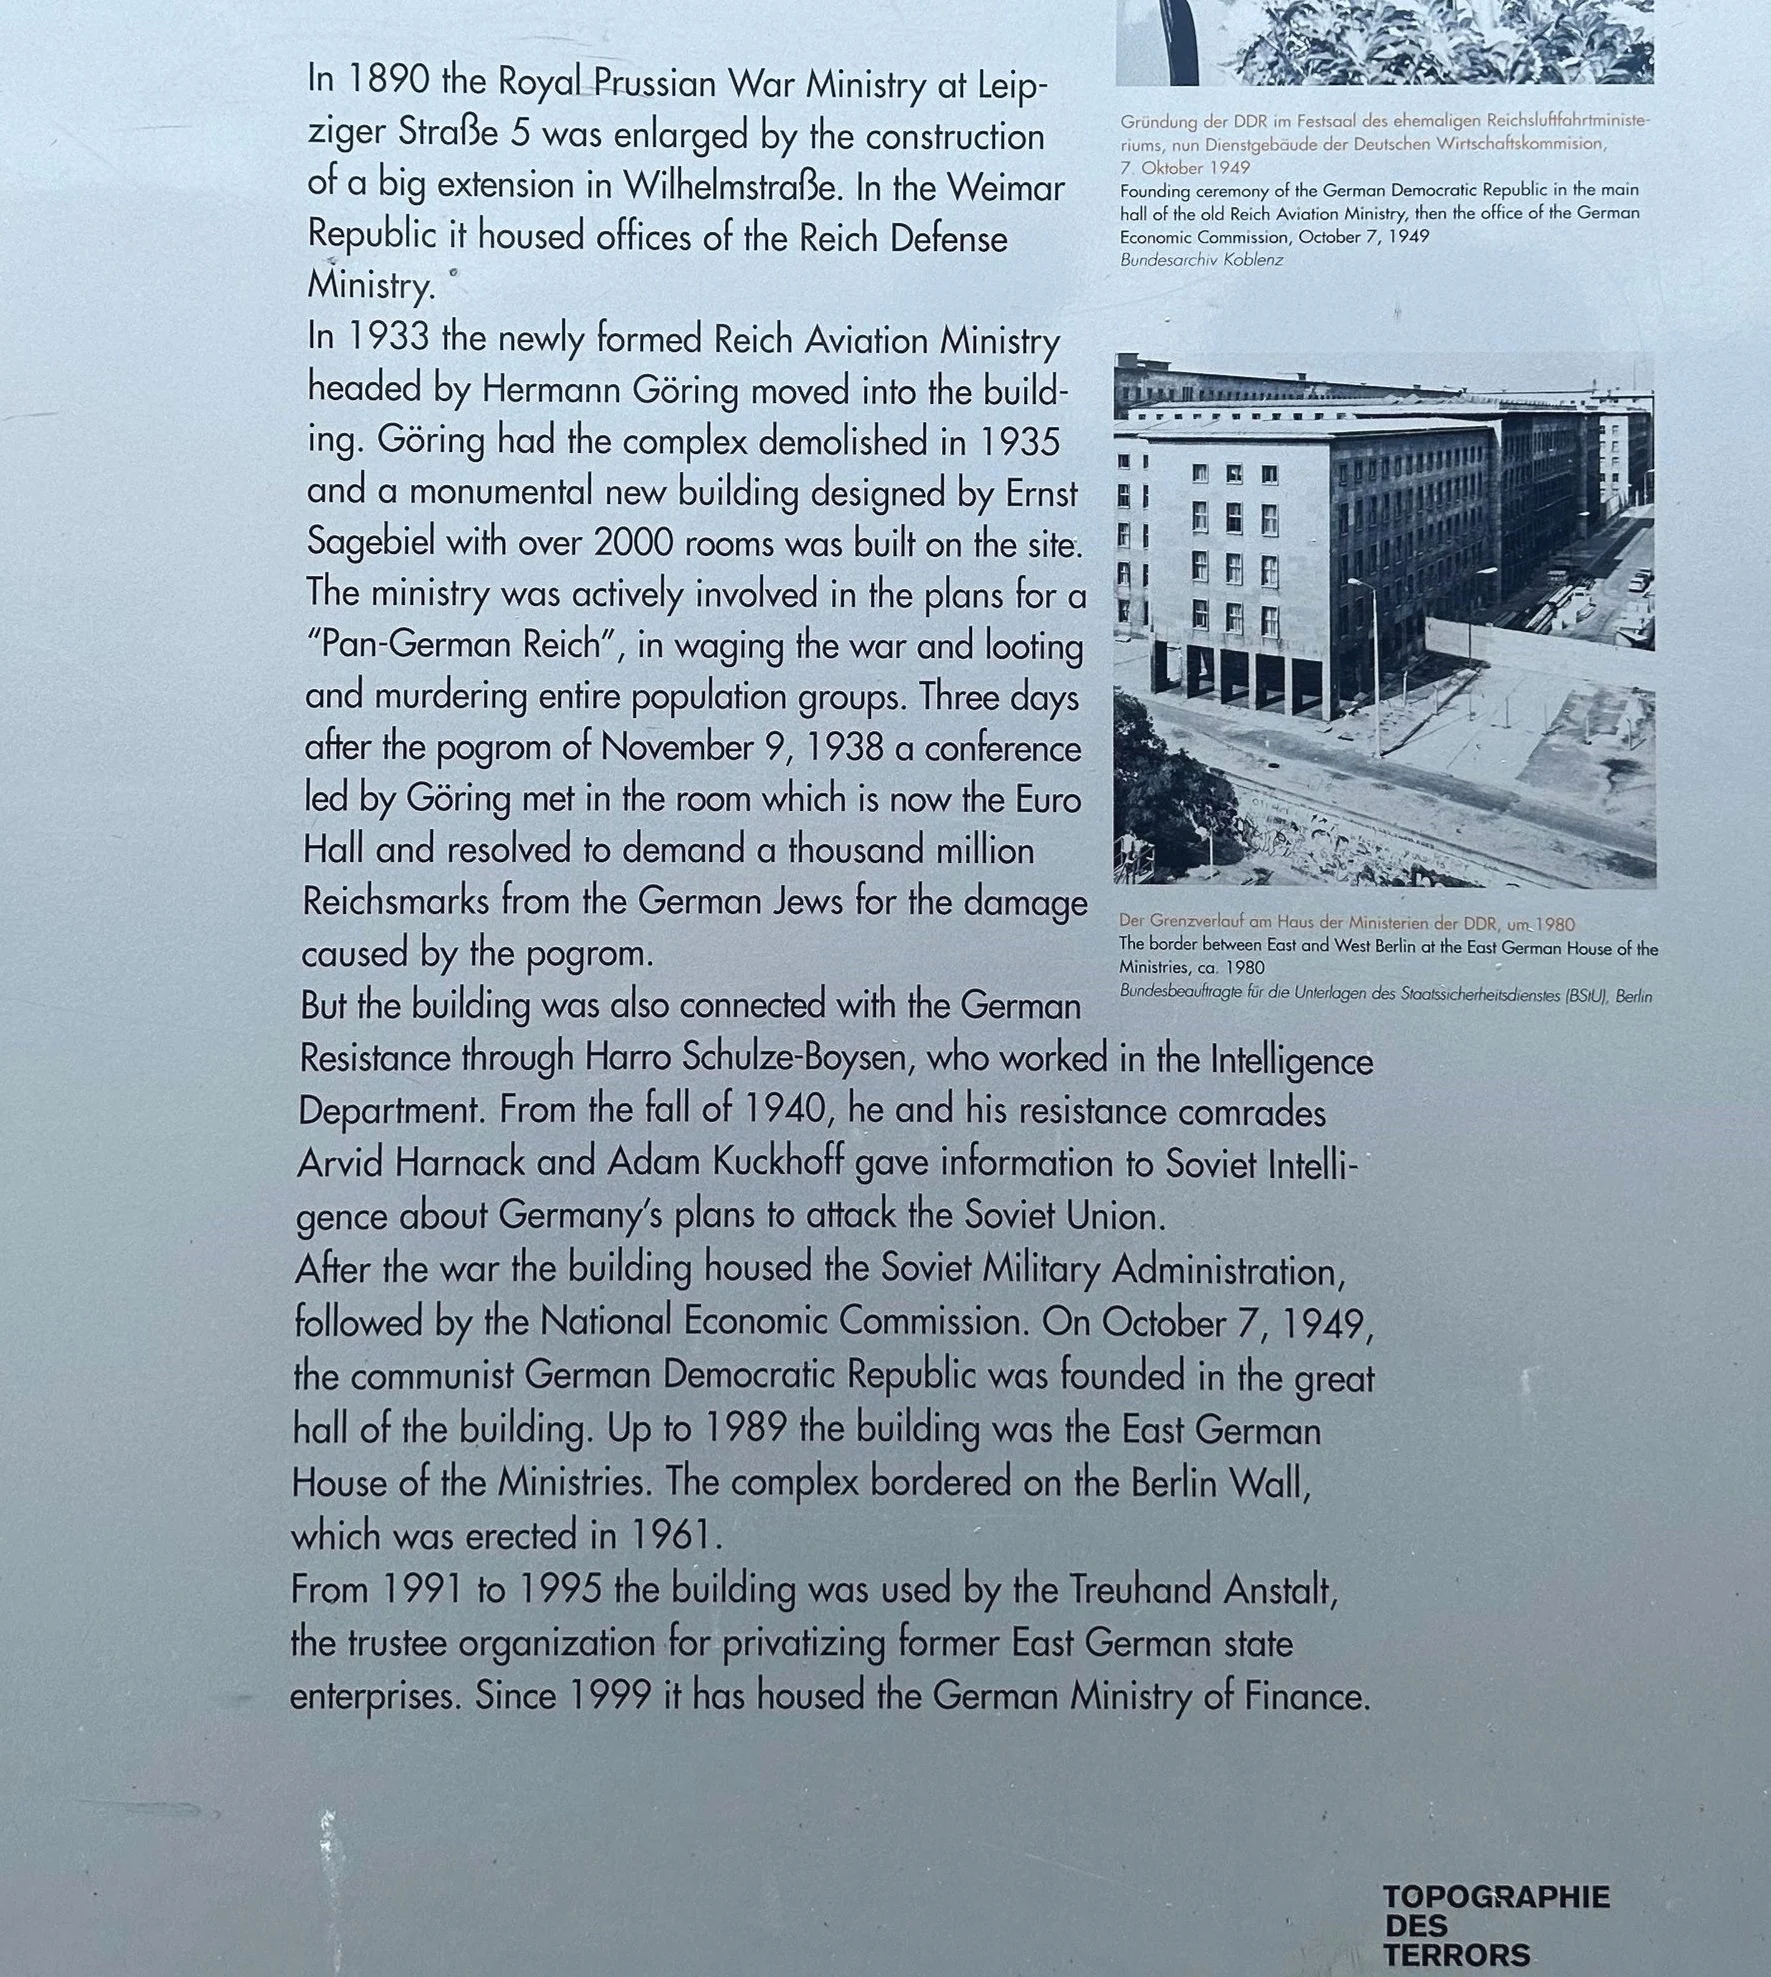 In 1890 the Royal Prussian War Ministry at Leip-
ziger Straße 5 was enlarged by the construction
of a big extension in Wilhelmstraße. In the Weimar
Republic it housed offices of the Reich Defense
Ministry.
In 1933 the newly formed Reich Aviation Ministry
headed by Hermann Göring moved into the build-
ing. Göring had the complex demolished in 1935
and a monumental new building designed by Ernst
Sagebiel with over 2000 rooms was built on the site.
The ministry was actively involved in the plans for a
"Pan-German Reich", in waging the war and looting
and murdering entire population groups. Three days
after the pogrom of November 9, 1938 a conference
led by Göring met in the room which is now the Euro
Hall and resolved to demand a thousand million
Reichsmarks from the German Jews for the damage
caused by the pogrom.
But the building was also connected with the German
Resistance through Harro Schulze-Boysen, who worked in the Intelligence
Department. From the fall of 1940, he and his resistance comrades
Arvid Harnack and Adam Kuckhoff gave information to Soviet Intelli-
gence about Germany's plans to attack the Soviet Union.
After the war the building housed the Soviet Military Administration,
followed by the National Economic Commission. On October 7, 1949,
the communist German Democratic Republic was founded in the great
hall of the building. Up to 1989 the building was the East German
House of the Ministries. The complex bordered on the Berlin Wall,
which was erected in 1961.
From 1991 to 1995 the building was used by the Treuhand Anstalt,
the trustee organization for privatizing former East German state
enterprises. Since 1999 it has housed the German Ministry of Finance.
Gründung der DDR im Festsaal des ehemaligen Reichsluftfahrtministe-
riums, nun Dienstgebäude der Deutschen Wirtschaftskommision,
7. Oktober 1949
Founding ceremony of the German Democratic Republic in the main
hall of the old Reich Aviation Ministry, then the office of the German
Economic Commission, October 7, 1949
Bundesarchiv Koblenz
Der Grenzverlauf am Haus der Ministerien der DDR, um 1980
The border between East and West Berlin at the East German House of the
Ministries, ca. 1980
Bundesbeauftragte für die Unterlagen des Staatssicherheitsdienstes (BStU), Berlin
TOPOGRAPHIE
DES
TERRORS